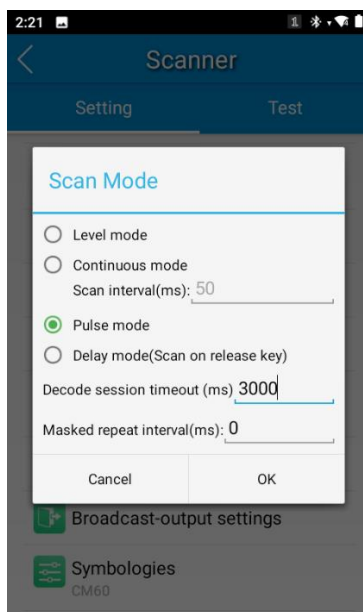 2:21
Scanner
Setting
Test
Scan Mode
Level mode
Continuous mode
Scan interval(ms): 50
Pulse mode
Delay mode(Scan on release key)
Decode session timeout (ms) 3000
Masked repeat interval(ms): 0
Cancel
OK
Broadcast-output settings
Symbologies
CM60